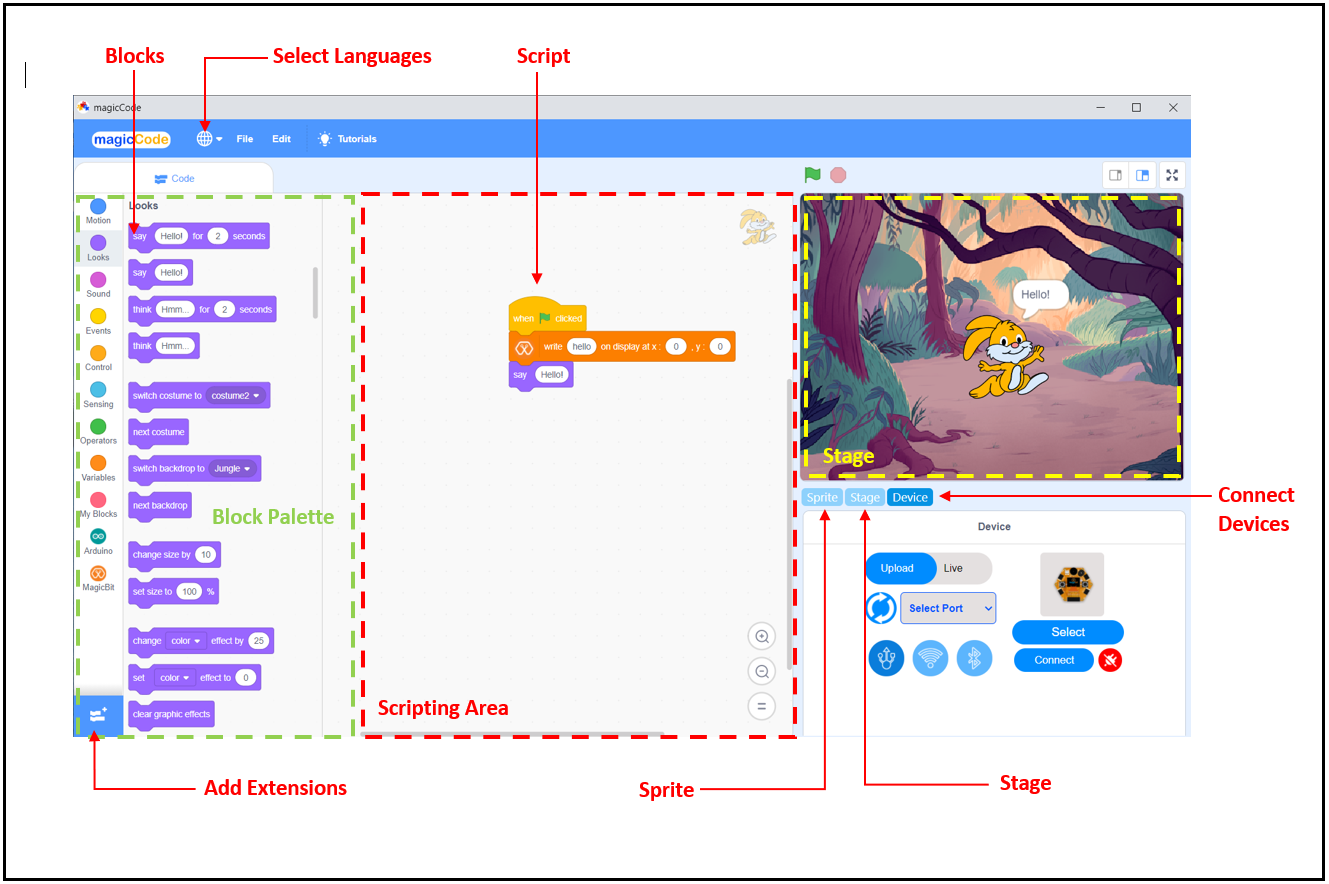 Blocks
Select Languages
Script
magicCode
magicCode
File
Edit
Tutorials
Code
Motion
Looks
Sound
Events
Control
Sensing
Operators
Variables
My Blocks
Arduino
MagicBit
Looks
say Hello! for 2 seconds
say Hello!
think Hmm... for 2 seconds
think Hmm...
switch costume to costume2
next costume
switch backdrop to Jungle
next backdrop
Block Palette
change size by 10
set size to 100 %
change color effect by 25
set color effect to 0
clear graphic effects
when clicked
write hello on display at x : 0 , y : 0
say Hello!
Scripting Area
Hello!
Stage
Sprite
Stage
Device
Connect
Devices
Device
Upload
Live
Select Port
Select
Connect
Add Extensions
Sprite
Stage